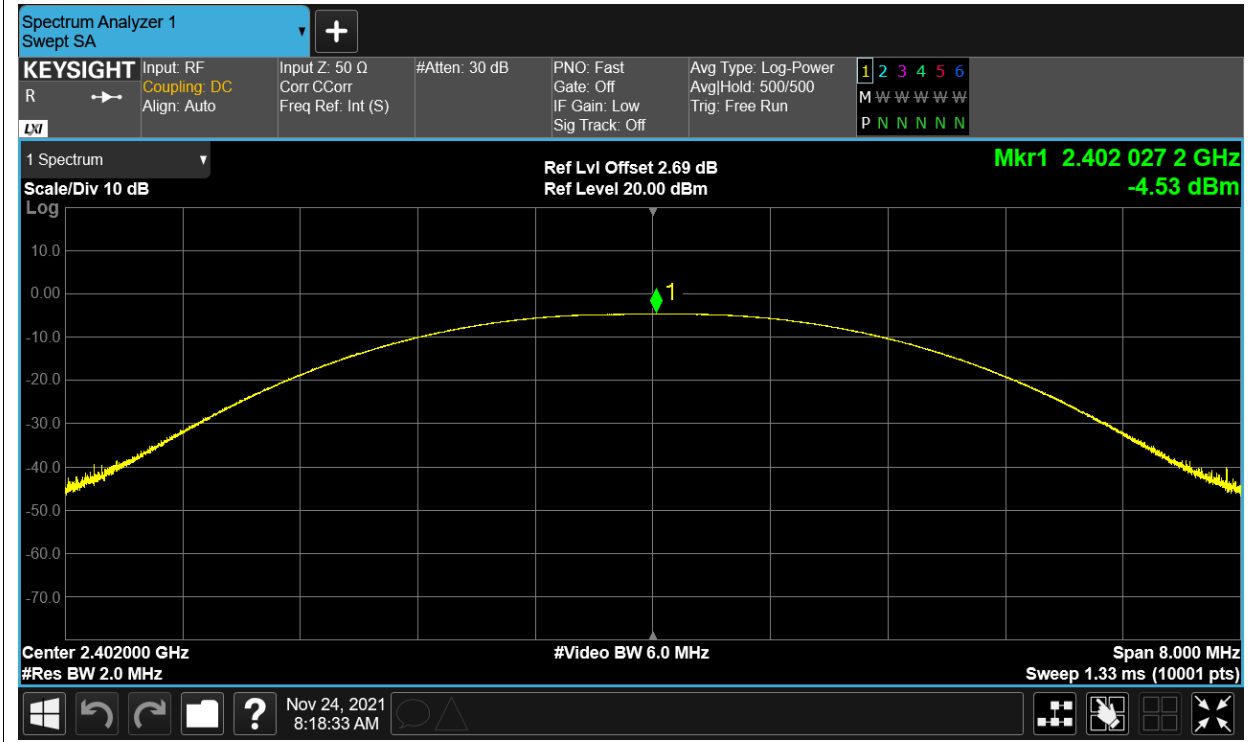 Spectrum Analyzer 1
Swept SA
+
KEYSIGHT
R
LXI
Input: RF
Coupling: DC
Align: Auto
Input Z: 50 Ω
Corr CCorr
Freq Ref: Int (S)
#Atten: 30 dB
PNO: Fast
Gate: Off
IF Gain: Low
Sig Track: Off
Avg Type: Log-Power
Avg|Hold: 500/500
Trig: Free Run
1 2 3 4 5 6
M W W W W W W
P N N N N N N
1 Spectrum
Scale/Div 10 dB
Log
Ref Lvl Offset 2.69 dB
Ref Level 20.00 dBm
Mkr1 2.402 027 2 GHz
-4.53 dBm
10.0
0.00
-10.0
-20.0
-30.0
-40.0
-50.0
-60.0
-70.0
1
Center 2.402000 GHz
#Video BW 6.0 MHz
Span 8.000 MHz
#Res BW 2.0 MHz
Sweep 1.33 ms (10001 pts)
?
Nov 24, 2021
8:18:33 AM